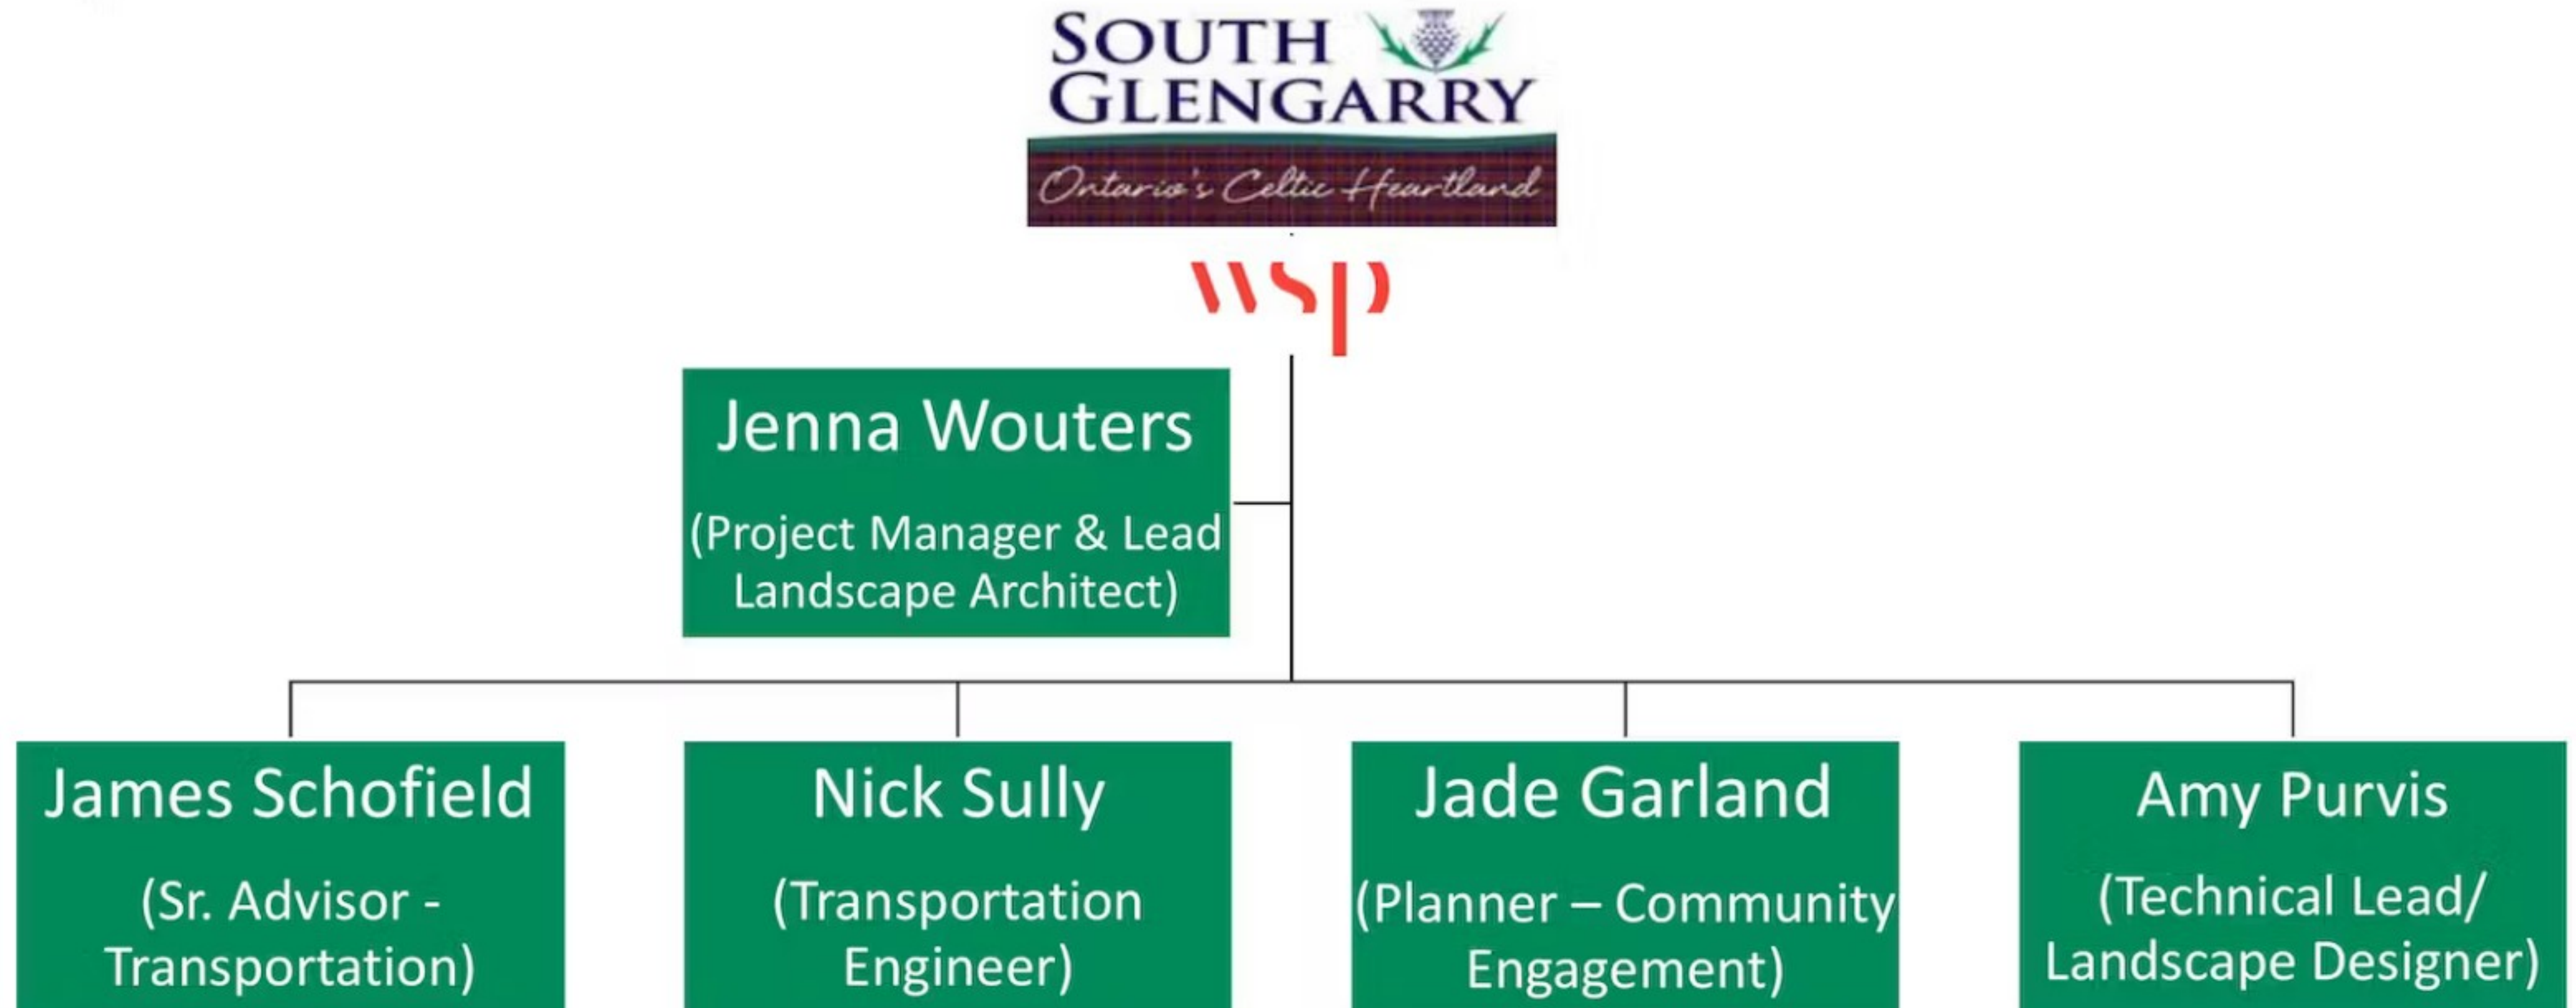 SOUTH
GLENGARRY
Ontario's Celtic Heartland
wsp
Jenna Wouters
(Project Manager & Lead
Landscape Architect)
James Schofield
(Sr. Advisor -
Transportation)
Nick Sully
(Transportation
Engineer)
Jade Garland
(Planner – Community
Engagement)
Amy Purvis
(Technical Lead/
Landscape Designer)